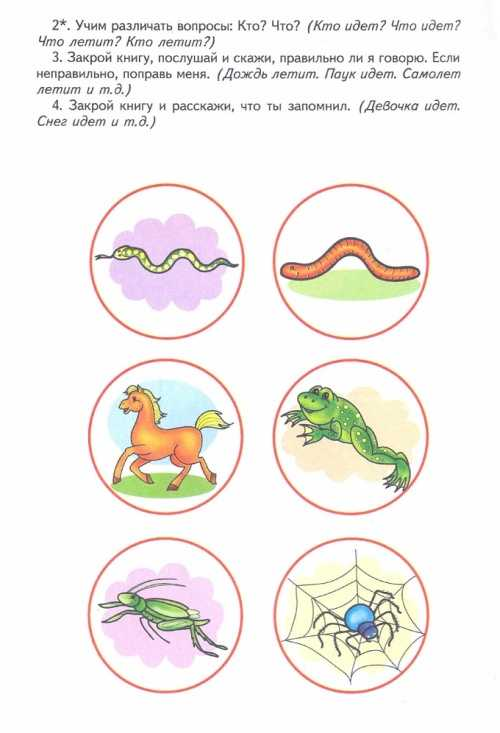 2*. Учим различать вопросы: Кто? Что? (Кто идет? Что идет?
Что летит? Кто летит?)
3. Закрой книгу, послушай и скажи, правильно ли я говорю. Если
неправильно, поправь меня. (Дождь летит. Паук идет. Самолет
летит и т.д.)
4. Закрой книгу и расскажи, что ты запомнил. (Девочка идет.
Снег идет и т.д.)